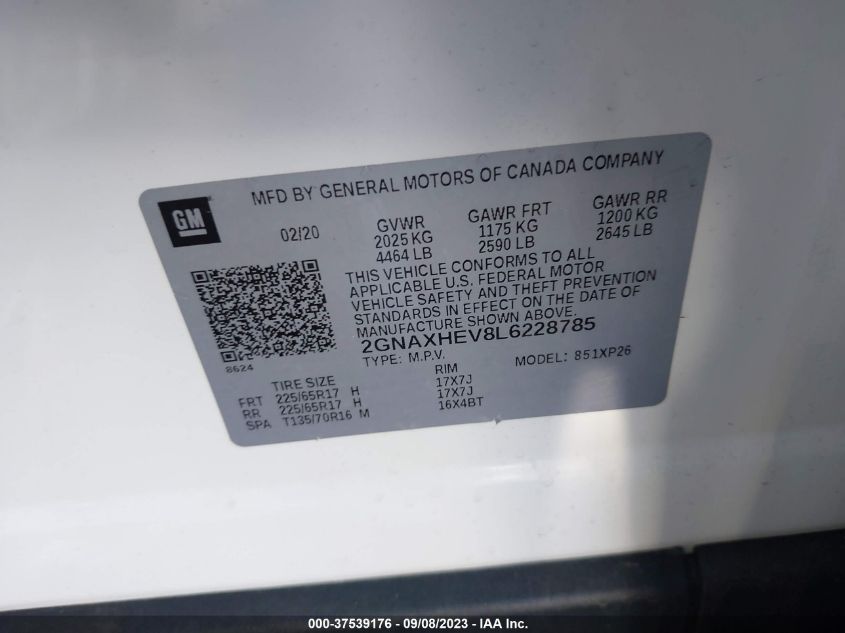 MFD BY GENERAL MOTORS OF CANADA COMPANY
GM
02/20
GVWR
2025 KG
4464 LB
GAWR FRT
1175 KG
2590 LB
GAWR RR
1200 KG
2645 LB
THIS VEHICLE CONFORMS TO ALL
APPLICABLE U.S. FEDERAL MOTOR
VEHICLE SAFETY AND THEFT PREVENTION
STANDARDS IN EFFECT ON THE DATE OF
MANUFACTURE SHOWN ABOVE.
2GNAXHEV8L6228785
TYPE: M.P.V. MODEL: 851XP26
8624
TIRE SIZE RIM
FRT 225/65R17 H 17X7J
RR 225/65R17 H 17X7J
SPA T135/70R16 M 16X4BT
000-37539176 - 09/08/2023 - IAA Inc.